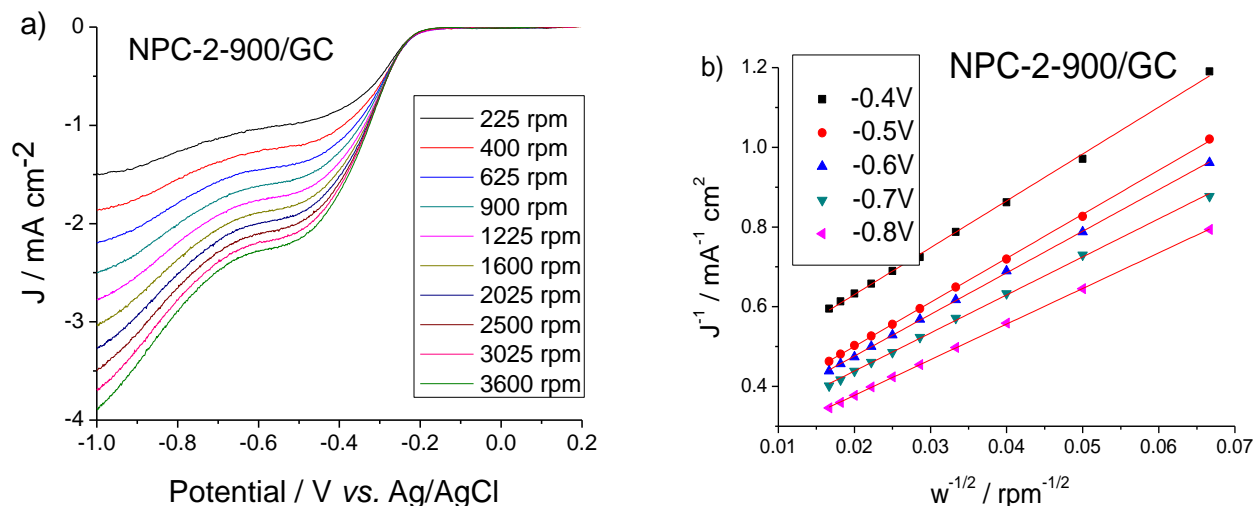 a)
NPC-2-900/GC
J / mA cm-2
0
-1
-2
-3
-4
225 rpm
400 rpm
625 rpm
900 rpm
1225 rpm
1600 rpm
2025 rpm
2500 rpm
3025 rpm
3600 rpm
-1.0 -0.8 -0.6 -0.4 -0.2 0.0 0.2
Potential / V vs. Ag/AgCl
b)
NPC-2-900/GC
J-1 / mA-1 cm2
1.2
1.0
0.8
0.6
0.4
-0.4V
-0.5V
-0.6V
-0.7V
-0.8V
0.01 0.02 0.03 0.04 0.05 0.06 0.07
w-1/2 / rpm-1/2